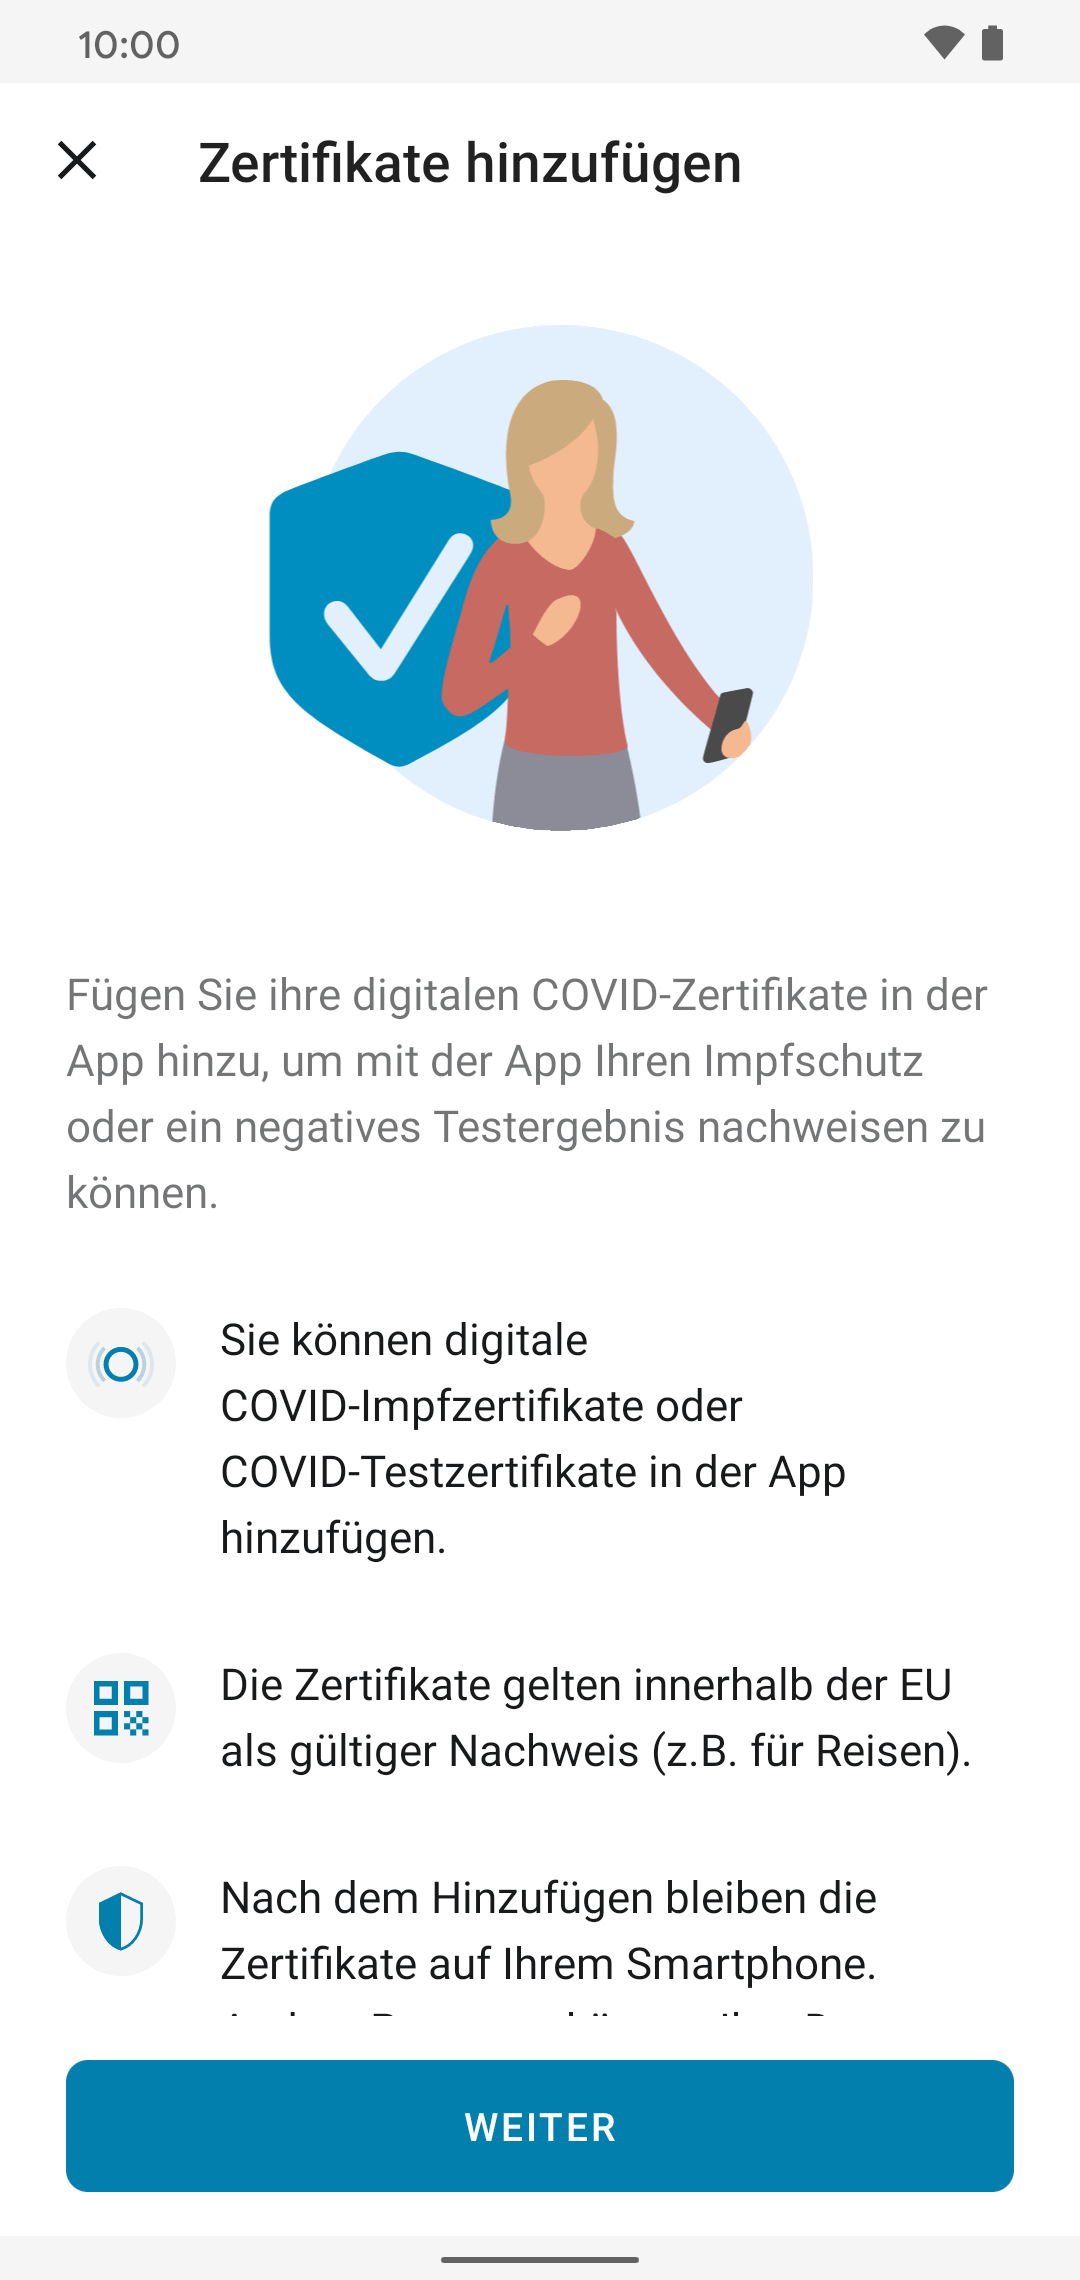 10:00
Zertifikate hinzufügen
Fügen Sie ihre digitalen COVID-Zertifikate in der
App hinzu, um mit der App Ihren Impfschutz
oder ein negatives Testergebnis nachweisen zu
können.
Sie können digitale
COVID-Impfzertifikate oder
COVID-Testzertifikate in der App
hinzufügen.
Die Zertifikate gelten innerhalb der EU
als gültiger Nachweis (z.B. für Reisen).
Nach dem Hinzufügen bleiben die
Zertifikate auf Ihrem Smartphone.
WEITER